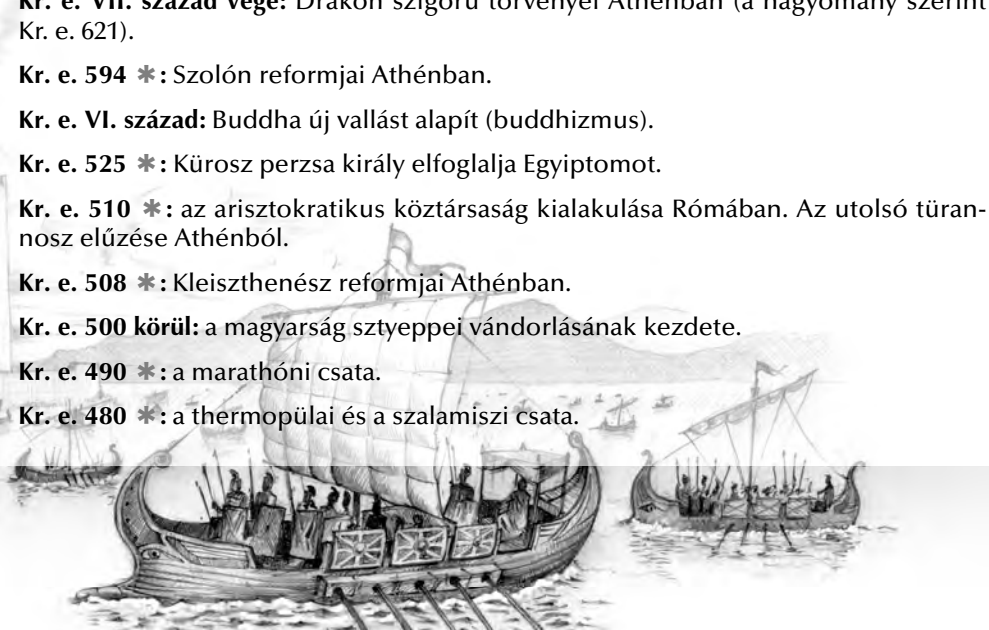 Kr. e. VII. század vége: Drakón szigorú törvényei Athénban (a hagyomány szerint
Kr. e. 621).
Kr. e. 594 ✱: Szolón reformjai Athénban.
Kr. e. VI. század: Buddha új vallást alapít (buddhizmus).
Kr. e. 525 ✱: Kürosz perzsa király elfoglalja Egyiptomot.
Kr. e. 510 ✱: az arisztokratikus köztársaság kialakulása Rómában. Az utolsó türan-
nosz elűzése Athénból.
Kr. e. 508 ✱: Kleiszthenész reformjai Athénban.
Kr. e. 500 körül: a magyarság sztyeppei vándorlásának kezdete.
Kr. e. 490 ✱: a marathóni csata.
Kr. e. 480 ✱: a thermopülai és a szalamiszi csata.